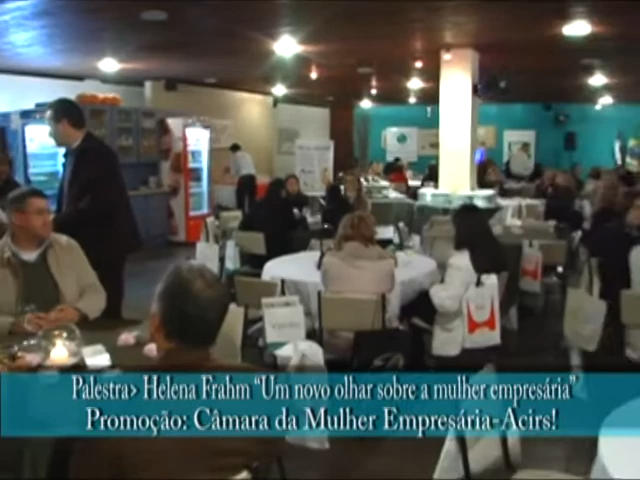 Palestra> Helena Frahm “Um novo olhar sobre a mulher empresária”
Promoção: Câmara da Mulher Empresária-Acirs!